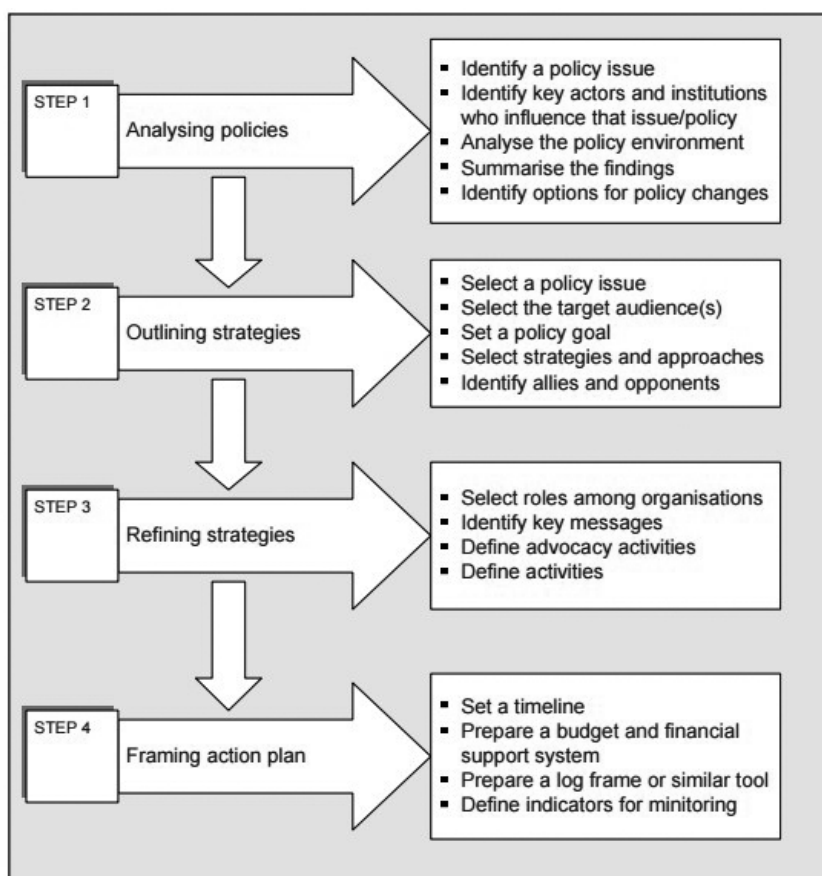 STEP 1
Analysing policies
▪ Identify a policy issue
▪ Identify key actors and institutions
who influence that issue/policy
▪ Analyse the policy environment
▪ Summarise the findings
▪ Identify options for policy changes
STEP 2
Outlining strategies
▪ Select a policy issue
▪ Select the target audience(s)
▪ Set a policy goal
▪ Select strategies and approaches
▪ Identify allies and opponents
STEP 3
Refining strategies
▪ Select roles among organisations
▪ Identify key messages
▪ Define advocacy activities
▪ Define activities
STEP 4
Framing action plan
▪ Set a timeline
▪ Prepare a budget and financial
support system
▪ Prepare a log frame or similar tool
▪ Define indicators for minitoring